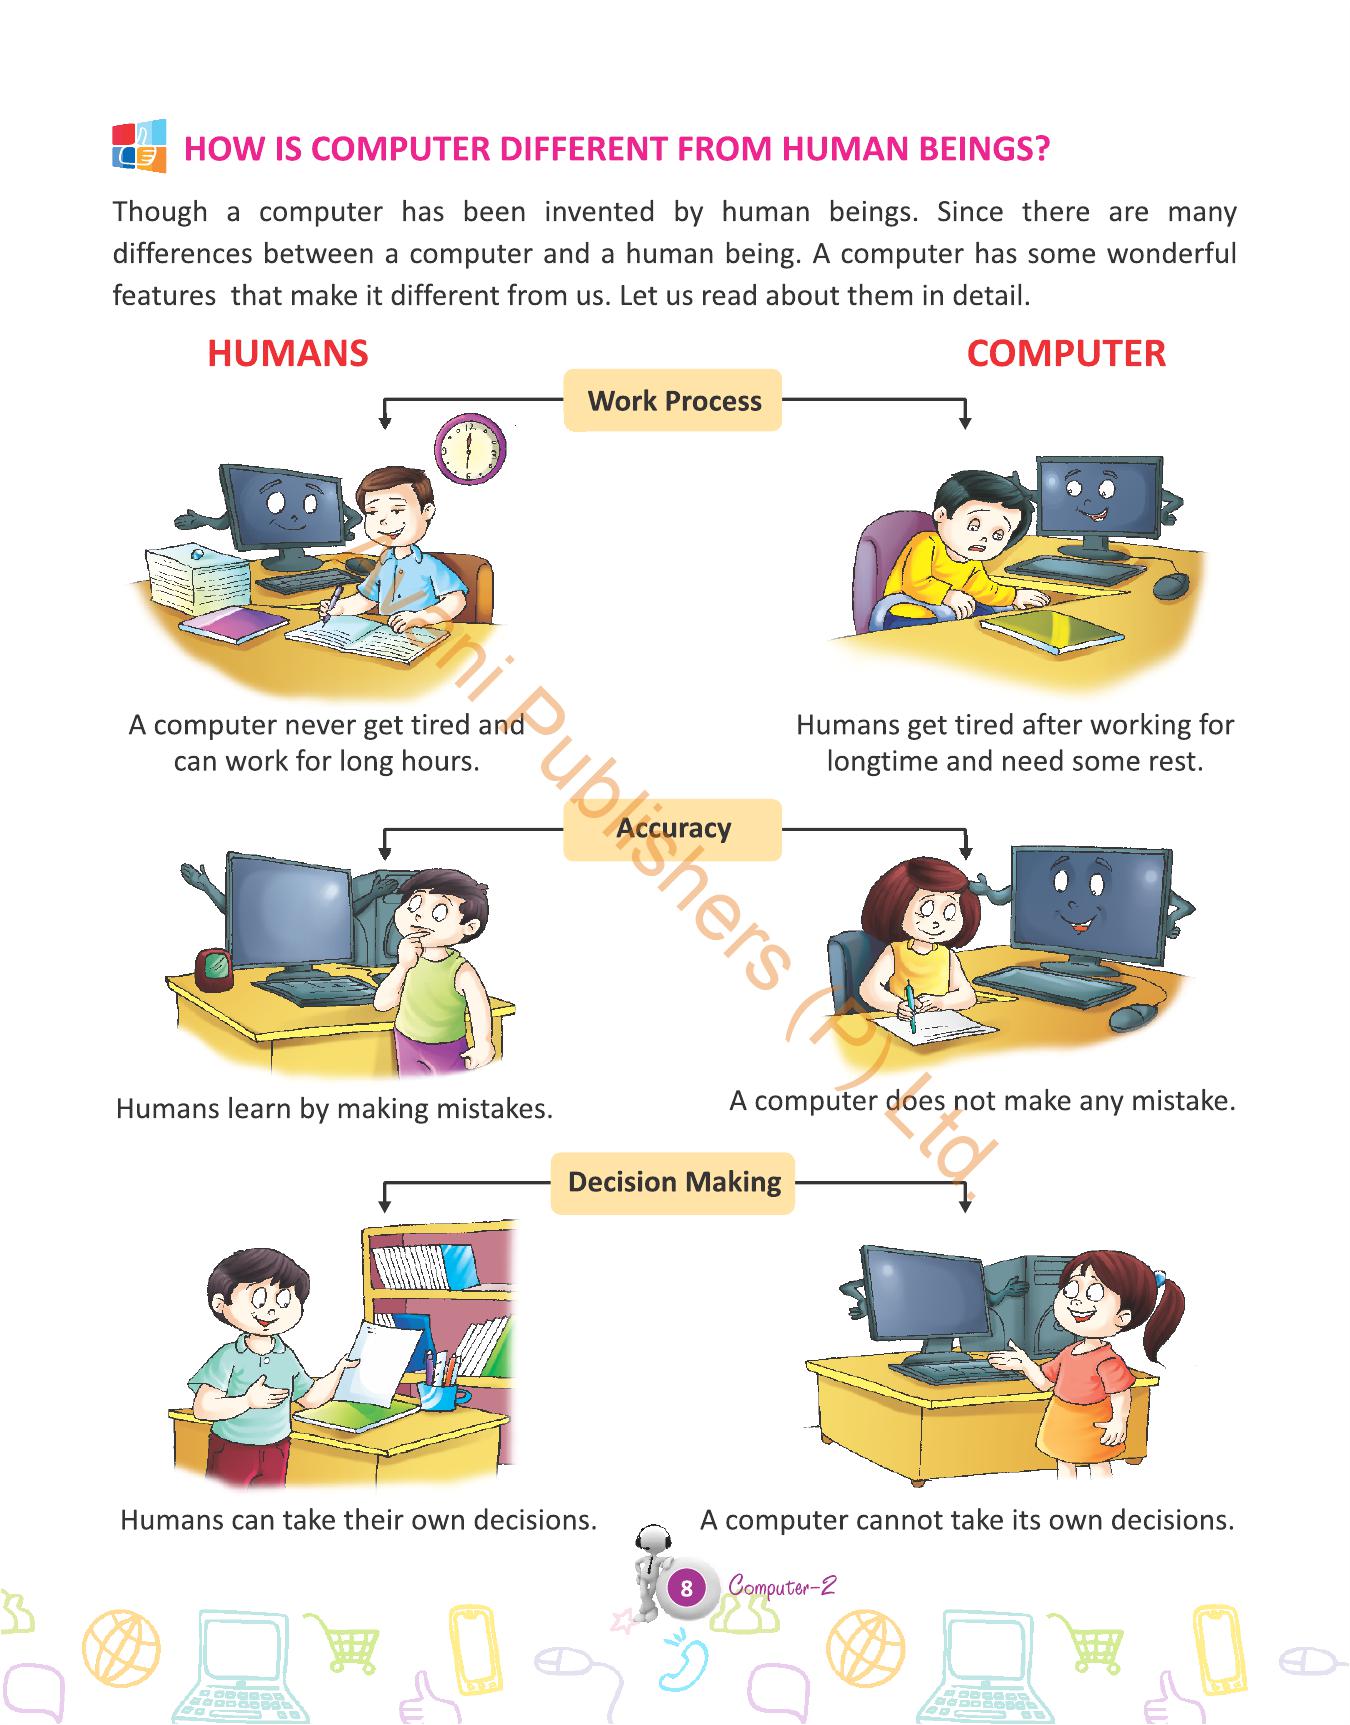 HOW IS COMPUTER DIFFERENT FROM HUMAN BEINGS?
Though a computer has been invented by human beings. Since there are many
differences between a computer and a human being. A computer has some wonderful
features that make it different from us. Let us read about them in detail.
HUMANS
COMPUTER
Work Process
A computer never get tired and
can work for long hours.
Humans get tired after working for
longtime and need some rest.
Accuracy
Humans learn by making mistakes.
A computer does not make any mistake.
Decision Making
Humans can take their own decisions.
A computer cannot take its own decisions.
8
Computer-2
Publishers (P) Ltd.